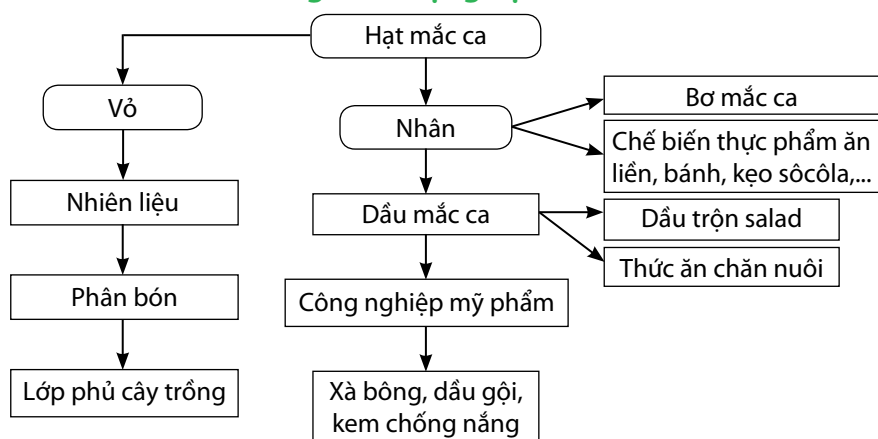 Hạt mắc ca
Vỏ
Nhân
Bơ mắc ca
Chế biến thực phẩm ăn
liền, bánh, kẹo sôcôla,...
Nhiên liệu
Dầu mắc ca
Dầu trộn salad
Thức ăn chăn nuôi
Phân bón
Công nghiệp mỹ phẩm
Lớp phủ cây trồng
Xà bông, dầu gội,
kem chống nắng